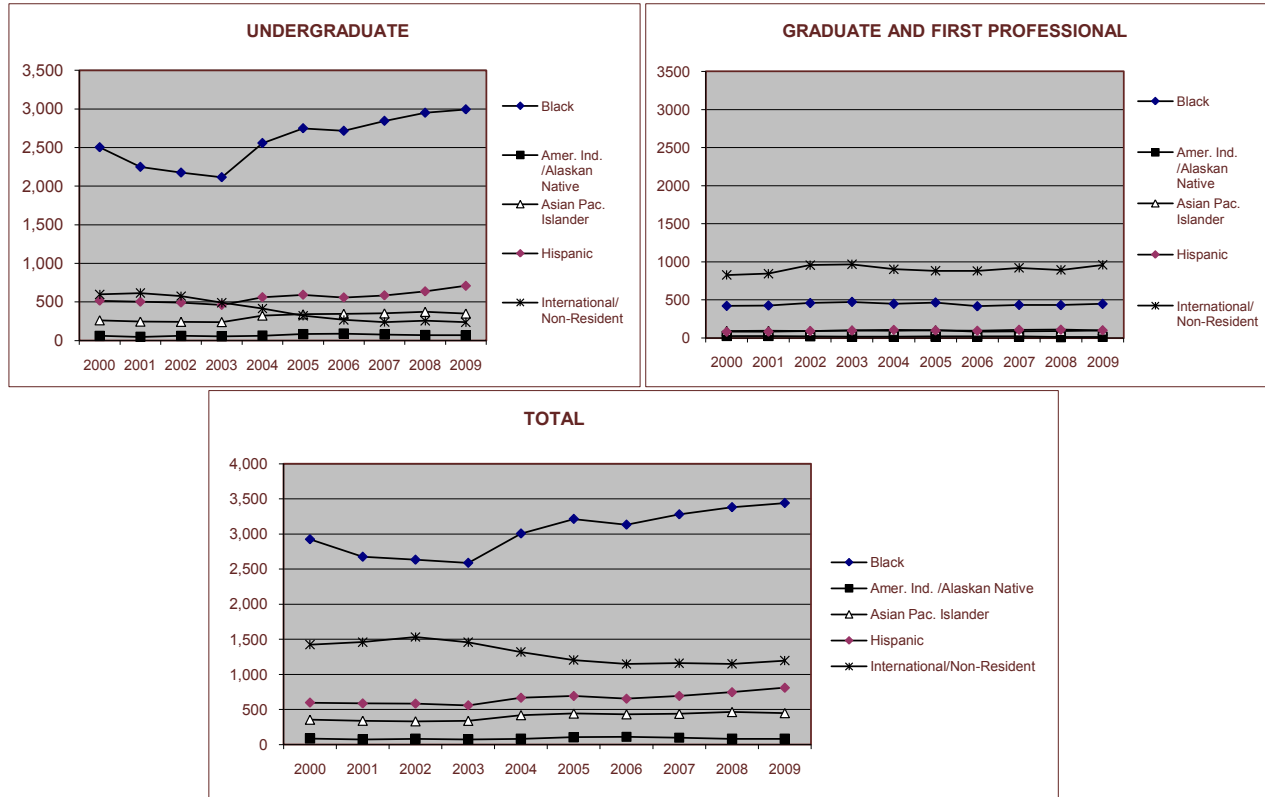 UNDERGRADUATE
3,500
3,000
2,500
2,000
1,500
1,000
500
0
2000 2001 2002 2003 2004 2005 2006 2007 2008 2009
Black
Amer. Ind.
/Alaskan
Native
Asian Pac.
Islander
Hispanic
International/
Non-Resident
GRADUATE AND FIRST PROFESSIONAL
3500
3000
2500
2000
1500
1000
500
0
2000 2001 2002 2003 2004 2005 2006 2007 2008 2009
Black
Amer. Ind.
/Alaskan
Native
Asian Pac.
Islander
Hispanic
International/
Non-Resident
TOTAL
4,000
3,500
3,000
2,500
2,000
1,500
1,000
500
0
2000 2001 2002 2003 2004 2005 2006 2007 2008 2009
Black
Amer. Ind. /Alaskan Native
Asian Pac. Islander
Hispanic
International/Non-Resident